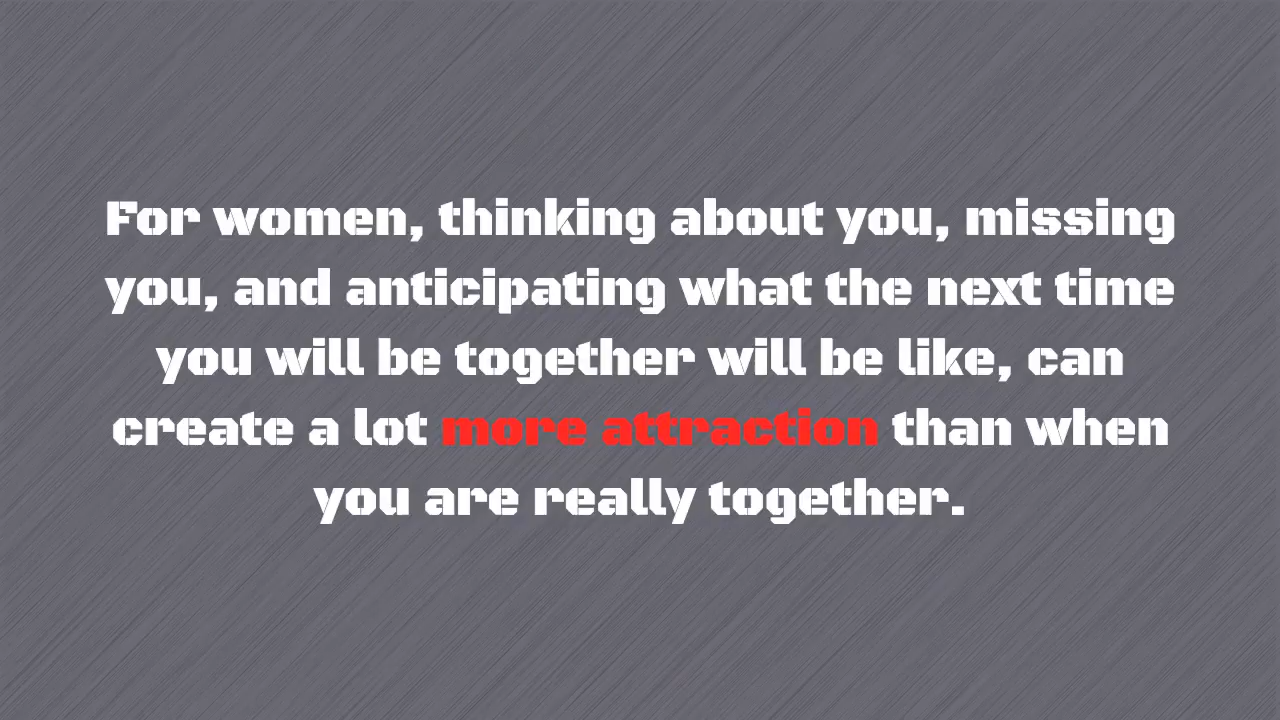 For women, thinking about you, missing
you, and anticipating what the next time
you will be together will be like, can
create a lot more attraction than when
you are really together.